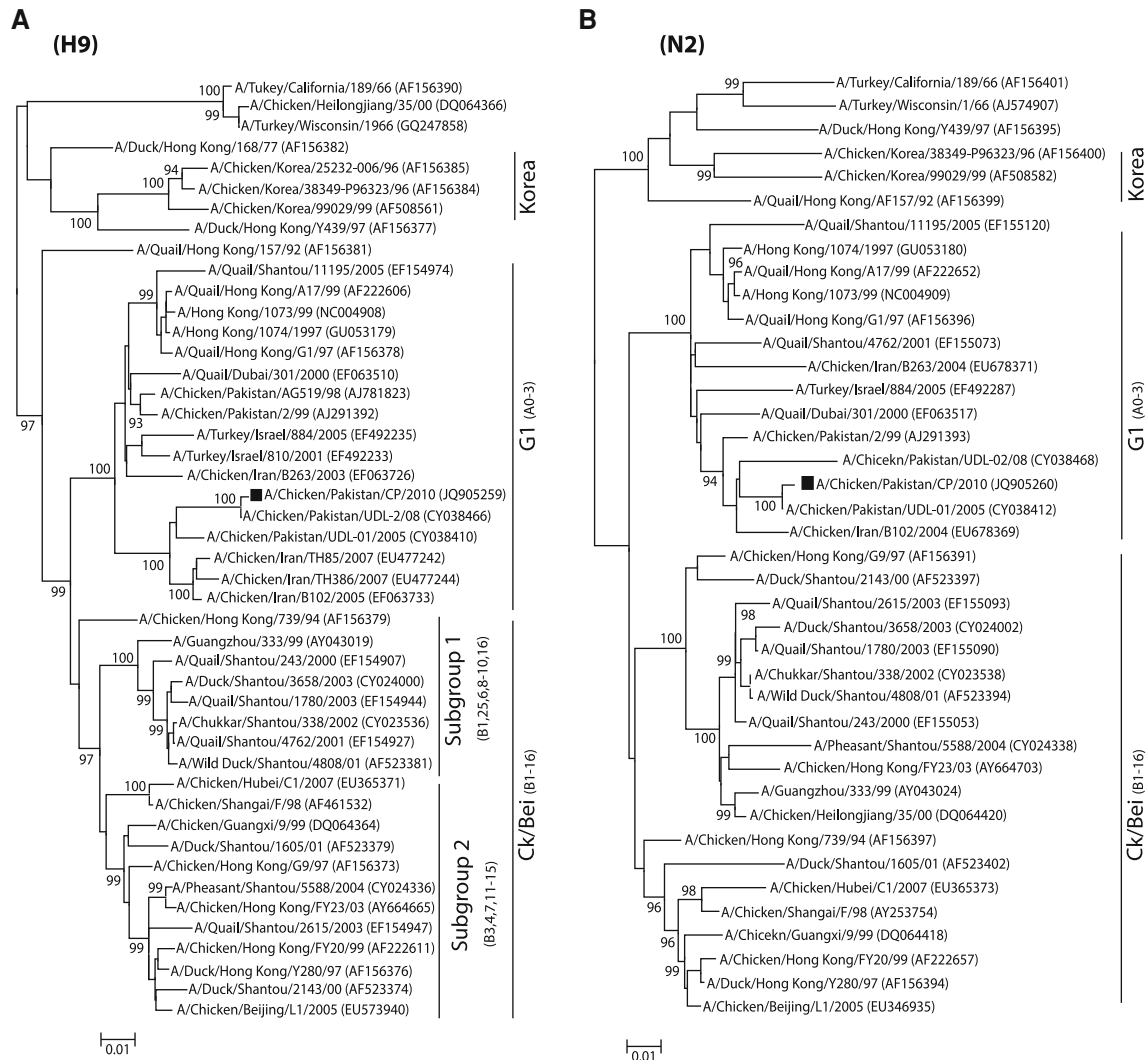 A
(H9)
100
A/Tukey/California/189/66 (AF156390)
A/Chicken/Heilongjiang/35/00 (DQ064366)
99
A/Turkey/Wisconsin/1966 (GQ247858)
A/Duck/Hong Kong/168/77 (AF156382)
94
A/Chicken/Korea/25232-006/96 (AF156385)
100
A/Chicken/Korea/38349-P96323/96 (AF156384)
A/Chicken/Korea/99029/99 (AF508561)
100
A/Duck/Hong Kong/Y439/97 (AF156377)
Korea
A/Quail/Hong Kong/157/92 (AF156381)
97
A/Quail/Shantou/11195/2005 (EF154974)
99
A/Quail/Hong Kong/A17/99 (AF222606)
A/Hong Kong/1073/99 (NC004908)
A/Hong Kong/1074/1997 (GU053179)
A/Quail/Hong Kong/G1/97 (AF156378)
A/Quail/Dubai/301/2000 (EF063510)
A/Chicken/Pakistan/AG519/98 (AJ781823)
A/Chicken/Pakistan/2/99 (AJ291392)
93
A/Turkey/Israel/884/2005 (EF492235)
A/Turkey/Israel/810/2001 (EF492233)
100
A/Chicken/Iran/B263/2003 (EF063726)
100
A/Chicken/Pakistan/CP/2010 (JQ905259)
A/Chicken/Pakistan/UDL-2/08 (CY038466)
A/Chicken/Pakistan/UDL-01/2005 (CY038410)
100
A/Chicken/Iran/TH85/2007 (EU477242)
A/Chicken/Iran/TH386/2007 (EU477244)
A/Chicken/Iran/B102/2005 (EF063733)
G1 (A0-3)
99
A/Chicken/Hong Kong/739/94 (AF156379)
A/Guangzhou/333/99 (AY043019)
100
A/Quail/Shantou/243/2000 (EF154907)
A/Duck/Shantou/3658/2003 (CY024000)
99
A/Quail/Shantou/1780/2003 (EF154944)
A/Chukkar/Shantou/338/2002 (CY023536)
99
A/Quail/Shantou/4762/2001 (EF154927)
A/Wild Duck/Shantou/4808/01 (AF523381)
Subgroup 1
(B1,25,6,8-10,16)
97
100
A/Chicken/Hubei/C1/2007 (EU365371)
A/Chicken/Shangai/F/98 (AF461532)
A/Chicken/Guangxi/9/99 (DQ064364)
A/Duck/Shantou/1605/01 (AF523379)
99
A/Chicken/Hong Kong/G9/97 (AF156373)
99
A/Pheasant/Shantou/5588/2004 (CY024336)
A/Chicken/Hong Kong/FY23/03 (AY664665)
A/Quail/Shantou/2615/2003 (EF154947)
99
A/Chicken/Hong Kong/FY20/99 (AF222611)
A/Duck/Hong Kong/Y280/97 (AF156376)
A/Duck/Shantou/2143/00 (AF523374)
A/Chicken/Beijing/L1/2005 (EU573940)
Subgroup 2
(B3,4,7,11-15)
Ck/Bei (B1-16)
0.01
B
(N2)
99
A/Turkey/California/189/66 (AF156401)
A/Turkey/Wisconsin/1/66 (AJ574907)
A/Duck/Hong Kong/Y439/97 (AF156395)
100
A/Chicken/Korea/38349-P96323/96 (AF156400)
99
A/Chicken/Korea/99029/99 (AF508582)
A/Quail/Hong Kong/AF157/92 (AF156399)
Korea
A/Quail/Shantou/11195/2005 (EF155120)
A/Hong Kong/1074/1997 (GU053180)
96
A/Quail/Hong Kong/A17/99 (AF222652)
A/Hong Kong/1073/99 (NC004909)
A/Quail/Hong Kong/G1/97 (AF156396)
100
A/Quail/Shantou/4762/2001 (EF155073)
A/Chicken/Iran/B263/2004 (EU678371)
A/Turkey/Israel/884/2005 (EF492287)
A/Quail/Dubai/301/2000 (EF063517)
A/Chicken/Pakistan/2/99 (AJ291393)
A/Chicekn/Pakistan/UDL-02/08 (CY038468)
94
A/Chicken/Pakistan/CP/2010 (JQ905260)
100
A/Chicken/Pakistan/UDL-01/2005 (CY038412)
A/Chicken/Iran/B102/2004 (EU678369)
G1 (A0-3)
A/Chicken/Hong Kong/G9/97 (AF156391)
A/Duck/Shantou/2143/00 (AF523397)
A/Quail/Shantou/2615/2003 (EF155093)
98
A/Duck/Shantou/3658/2003 (CY024002)
100
A/Quail/Shantou/1780/2003 (EF155090)
99
A/Chukkar/Shantou/338/2002 (CY023538)
A/Wild Duck/Shantou/4808/01 (AF523394)
A/Quail/Shantou/243/2000 (EF155053)
100
A/Pheasant/Shantou/5588/2004 (CY024338)
A/Chicken/Hong Kong/FY23/03 (AY664703)
A/Guangzhou/333/99 (AY043024)
99
A/Chicken/Heilongjiang/35/00 (DQ064420)
A/Chicken/Hong Kong/739/94 (AF156397)
A/Duck/Shantou/1605/01 (AF523402)
96
98
A/Chicken/Hubei/C1/2007 (EU365373)
A/Chicken/Shangai/F/98 (AY253754)
96
A/Chicekn/Guangxi/9/99 (DQ064418)
A/Chicken/Hong Kong/FY20/99 (AF222657)
99
A/Duck/Hong Kong/Y280/97 (AF156394)
A/Chicken/Beijing/L1/2005 (EU346935)
Ck/Bei (B1-16)
0.01